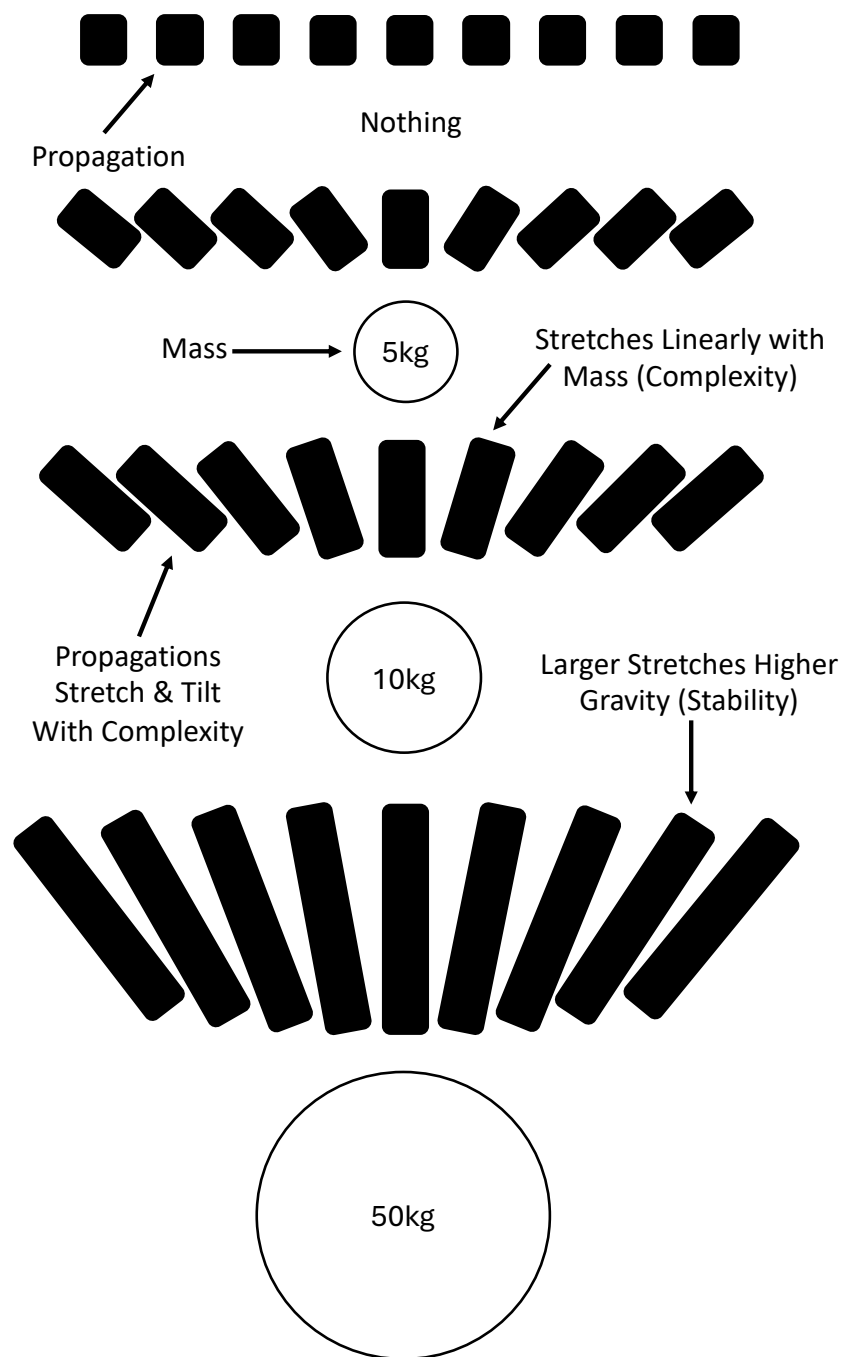 Nothing
Propagation
Mass
5kg
Stretches Linearly with
Mass (Complexity)
Propagations
Stretch & Tilt
With Complexity
10kg
Larger Stretches Higher
Gravity (Stability)
50kg